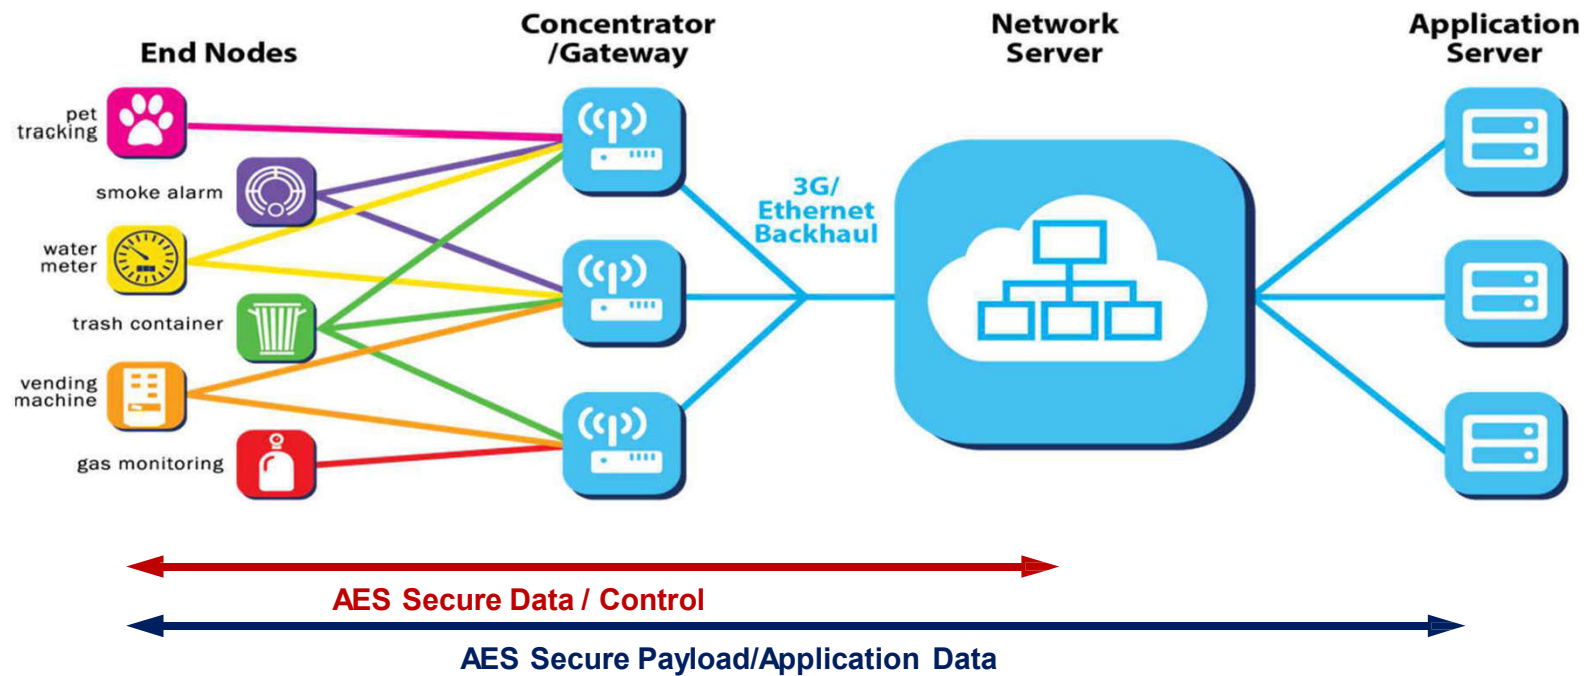 End Nodes
Concentrator
/Gateway
Network
Server
Application
Server
pet
tracking
smoke alarm
water
meter
trash container
vending
machine
gas monitoring
3G/
Ethernet
Backhaul
AES Secure Data / Control
AES Secure Payload/Application Data